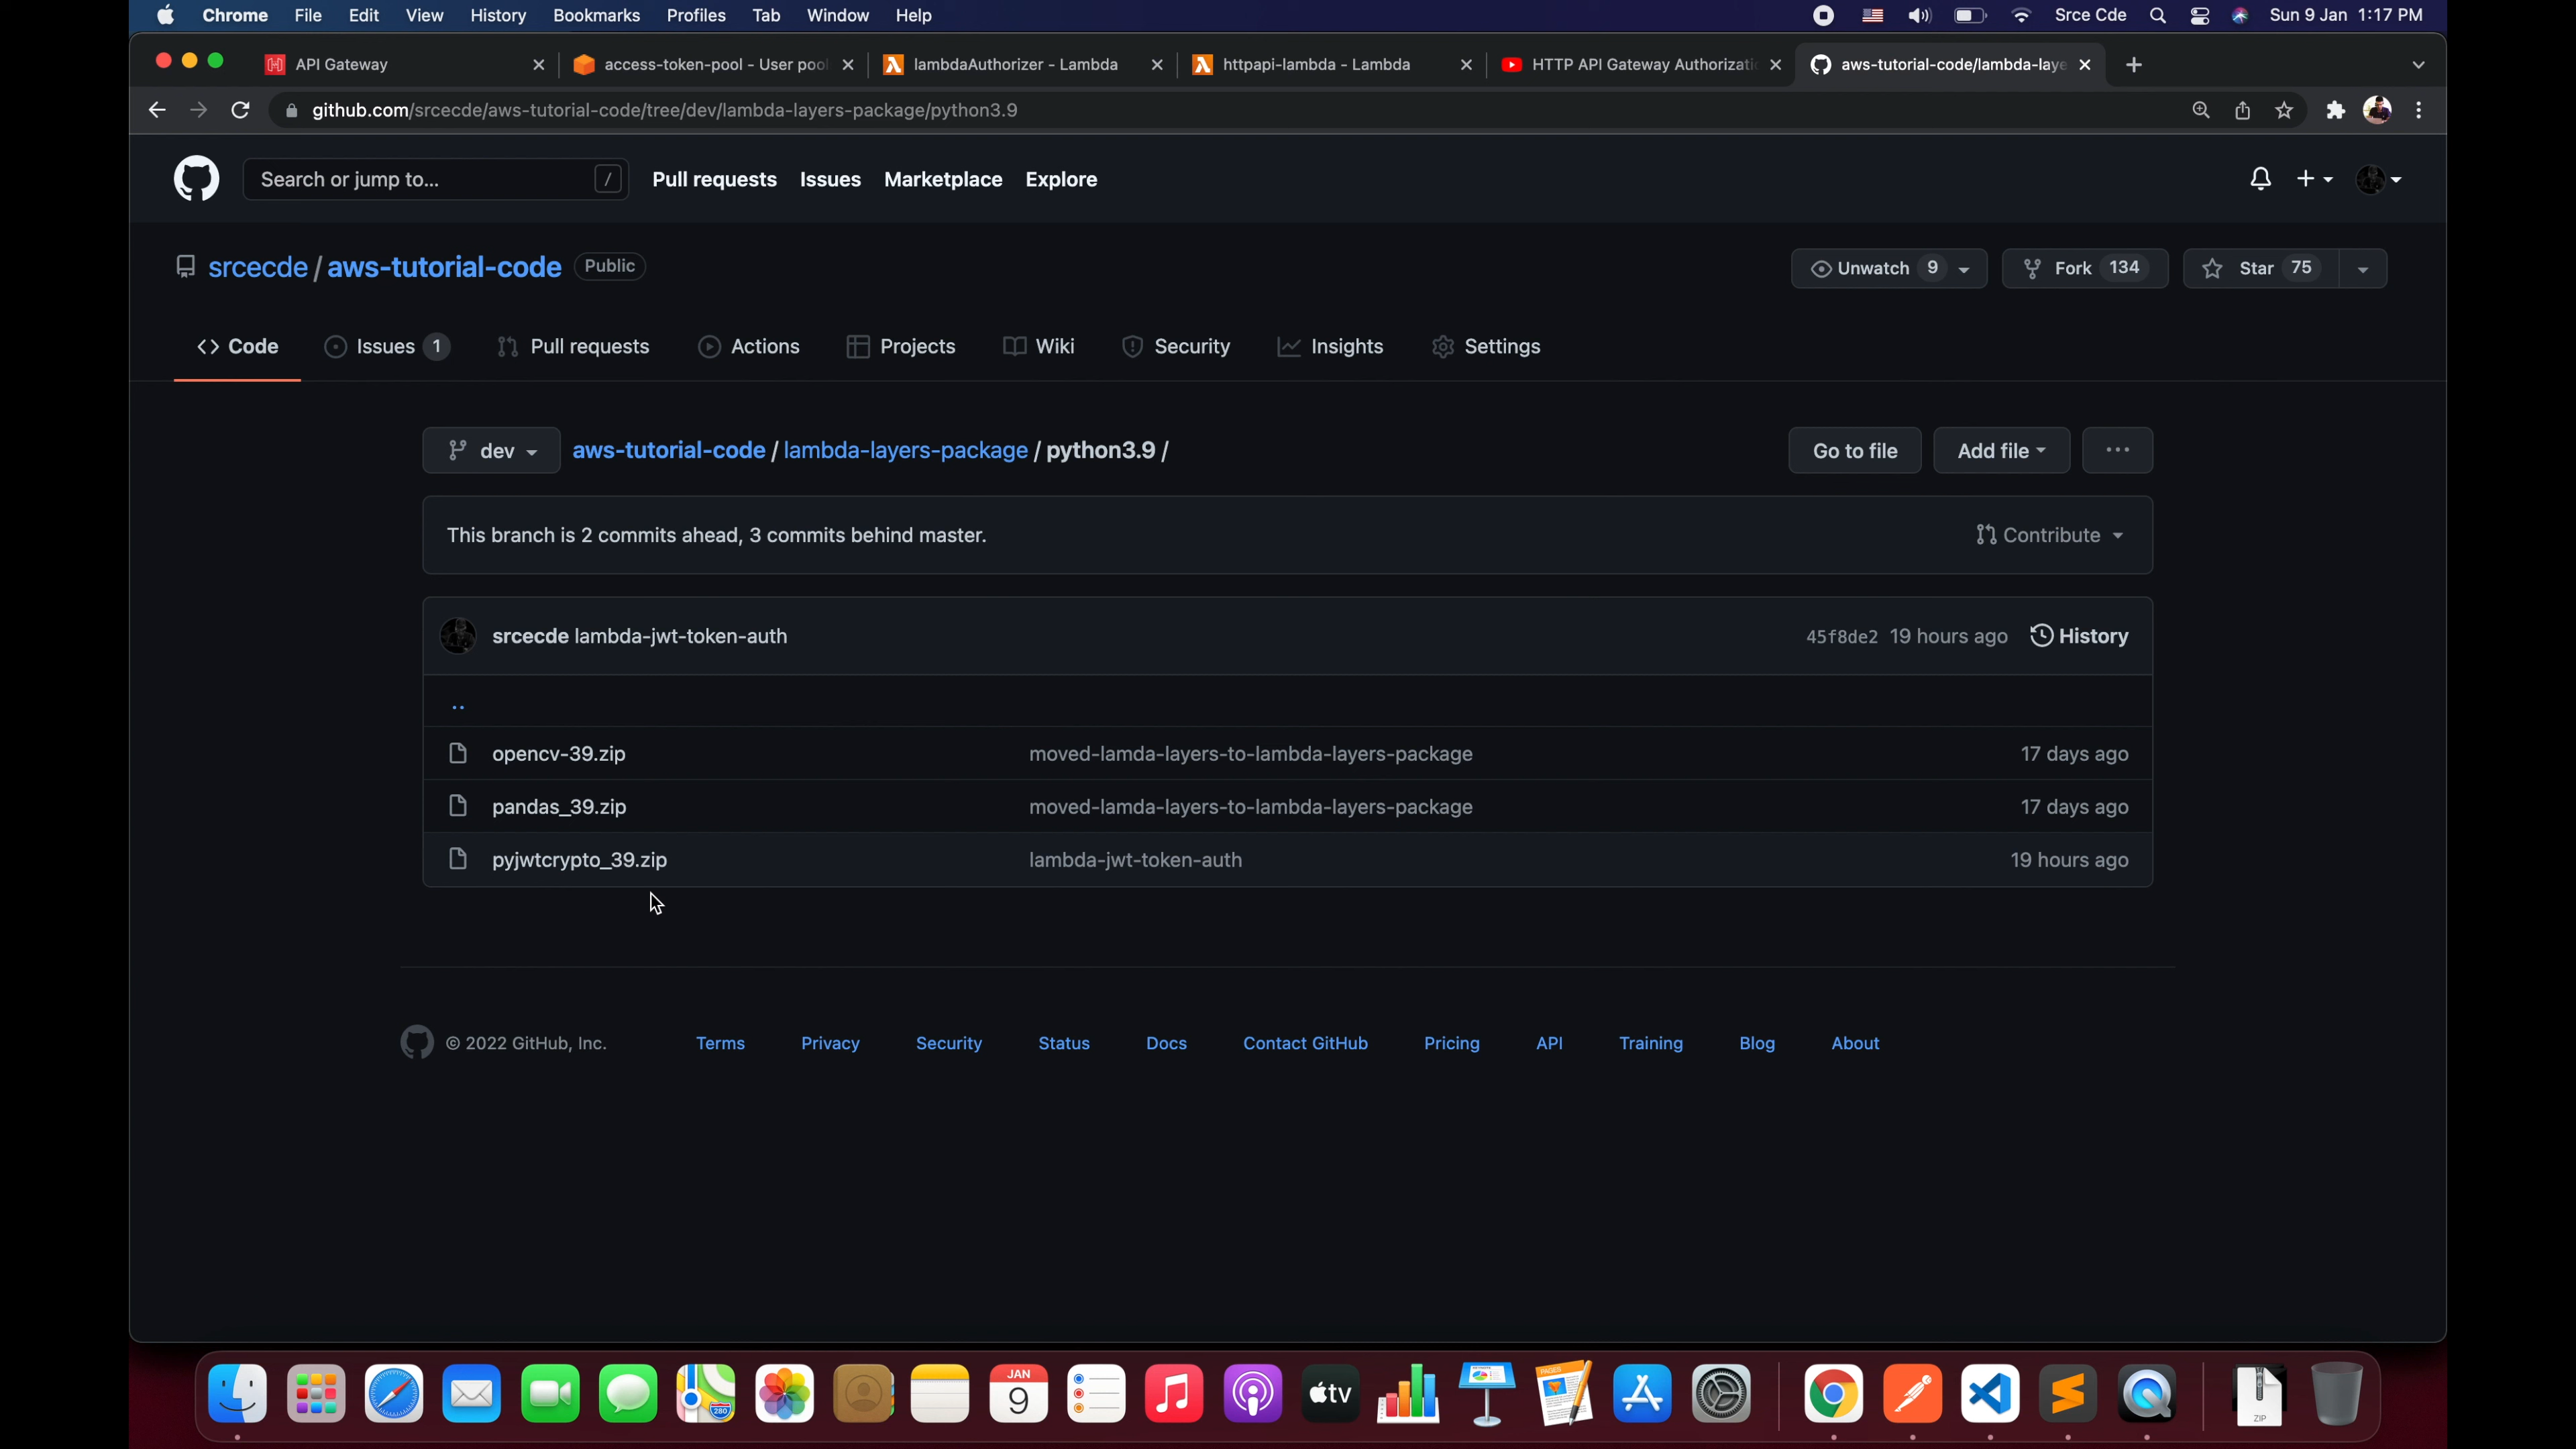 Chrome File Edit View History Bookmarks Profiles Tab Window Help Srce Cde Sun 9 Jan 1:17 PM
API Gateway access-token-pool - User pool lambdaAuthorizer - Lambda httpapi-lambda - Lambda HTTP API Gateway Authorizatio aws-tutorial-code/lambda-laye
github.com/srcecde/aws-tutorial-code/tree/dev/lambda-layers-package/python3.9
Search or jump to... / Pull requests Issues Marketplace Explore
srcecde / aws-tutorial-code Public Unwatch 9 Fork 134 Star 75
Code Issues 1 Pull requests Actions Projects Wiki Security Insights Settings
dev aws-tutorial-code / lambda-layers-package / python3.9 / Go to file Add file ...
This branch is 2 commits ahead, 3 commits behind master. Contribute
srcecde lambda-jwt-token-auth 45f8de2 19 hours ago History
..
opencv-39.zip moved-lamda-layers-to-lambda-layers-package 17 days ago
pandas_39.zip moved-lamda-layers-to-lambda-layers-package 17 days ago
pyjwtcrypto_39.zip lambda-jwt-token-auth 19 hours ago
© 2022 GitHub, Inc. Terms Privacy Security Status Docs Contact GitHub Pricing API Training Blog About
280 JAN 9 tv PAGES ZIP